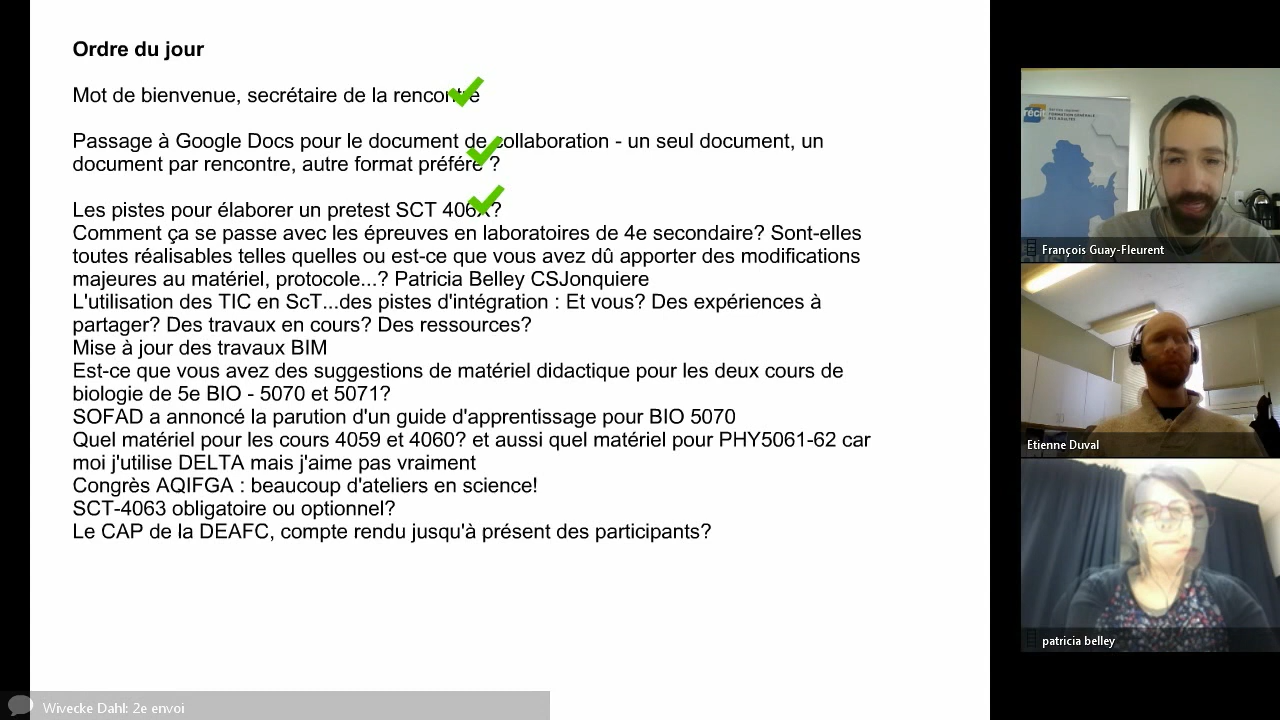 Ordre du jour
Mot de bienvenue, secrétaire de la rencontre
Passage à Google Docs pour le document de collaboration - un seul document, un
document par rencontre, autre format préféré ?
Les pistes pour élaborer un pretest SCT 406X?
Comment ça se passe avec les épreuves en laboratoires de 4e secondaire? Sont-elles
toutes réalisables telles quelles ou est-ce que vous avez dû apporter des modifications
majeures au matériel, protocole...? Patricia Belley CSJonquiere
L'utilisation des TIC en ScT...des pistes d'intégration : Et vous? Des expériences à
partager? Des travaux en cours? Des ressources?
Mise à jour des travaux BIM
Est-ce que vous avez des suggestions de matériel didactique pour les deux cours de
biologie de 5e BIO - 5070 et 5071?
SOFAD a annoncé la parution d'un guide d'apprentissage pour BIO 5070
Quel matériel pour les cours 4059 et 4060? et aussi quel matériel pour PHY5061-62 car
moi j'utilise DELTA mais j'aime pas vraiment
Congrès AQIFGA : beaucoup d'ateliers en science!
SCT-4063 obligatoire ou optionnel?
Le CAP de la DEAFC, compte rendu jusqu'à présent des participants?
récit
FORMATION GÉNÉRALE
DES ADULTES
François Guay-Fleurent
Etienne Duval
patricia belley
Wivecke Dahl: 2e envoi